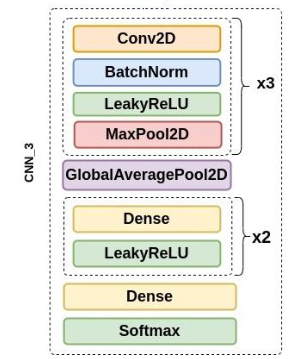 Conv2D
BatchNorm
LeakyReLU
MaxPool2D
x3
CNN_3
GlobalAveragePool2D
Dense
LeakyReLU
x2
Dense
Softmax